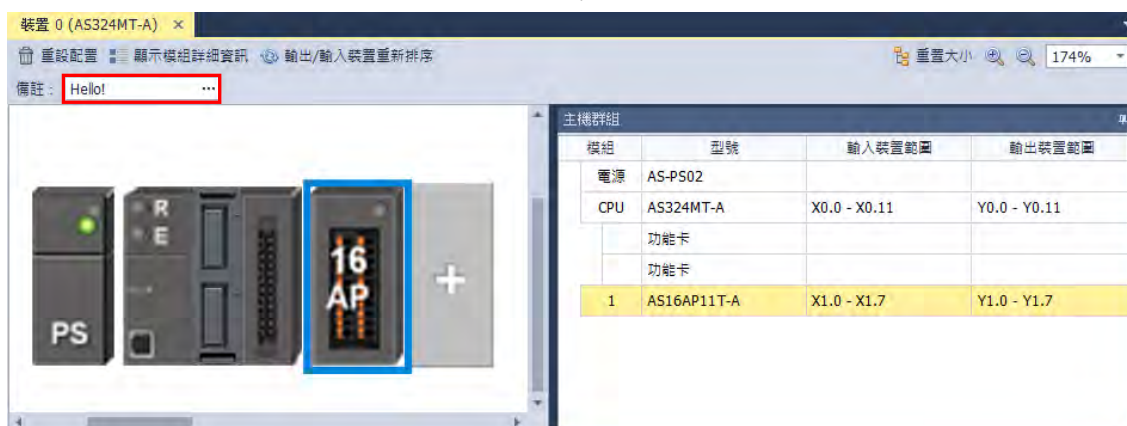 裝置 0 (AS324MT-A) ×
重設配置 顯示模組詳細資訊 輸出/輸入裝置重新排序 重置大小 174%
備註： Hello! ...
主機群組
模組 型號 輸入裝置範圍 輸出裝置範圍
電源 AS-PS02
CPU AS324MT-A X0.0 - X0.11 Y0.0 - Y0.11
功能卡
功能卡
1 AS16AP11T-A X1.0 - X1.7 Y1.0 - Y1.7
R
E
16
AP
+
PS